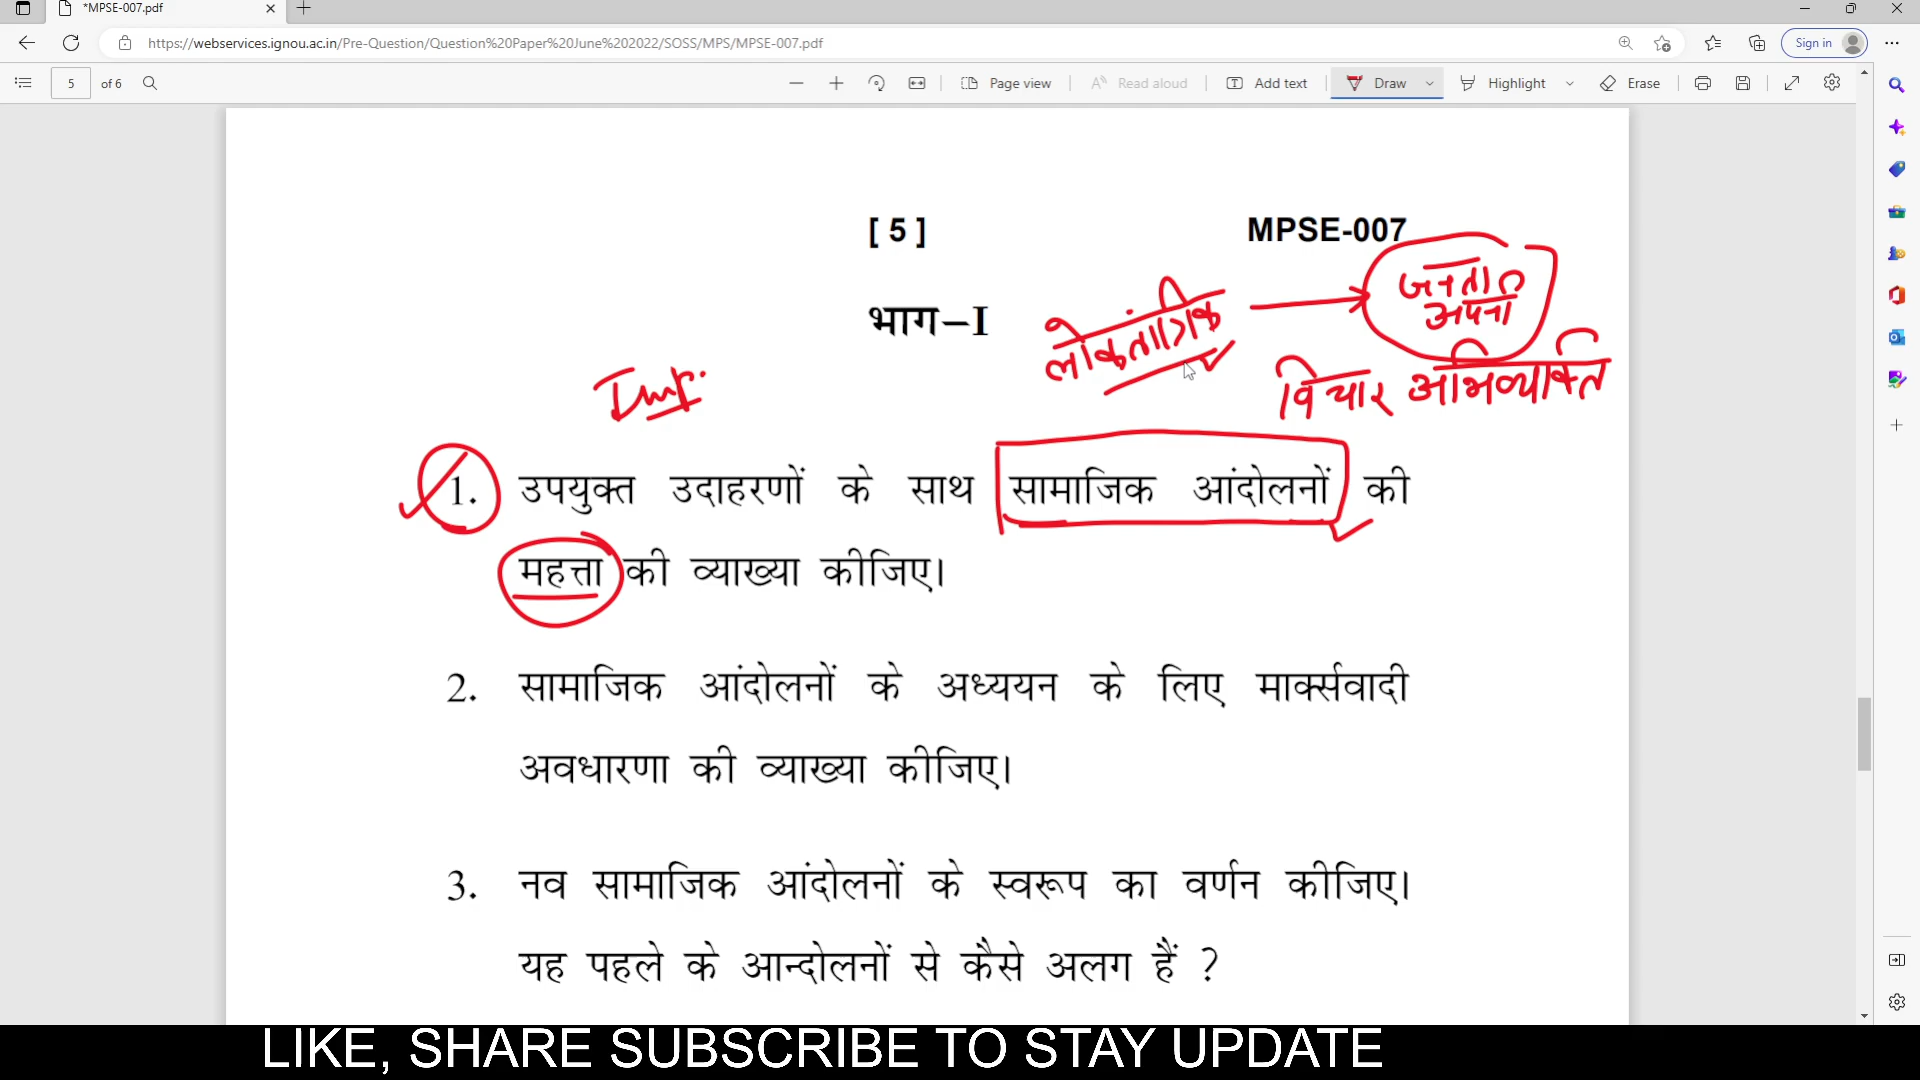 *MPSE-007.pdf
https://webservices.ignou.ac.in/Pre-Question/Question%20Paper%20June%202022/SOSS/MPS/MPSE-007.pdf
Sign in
5 of 6
Page view
Read aloud
Add text
Draw
Highlight
Erase
[ 5 ] MPSE-007
भाग–I
लोकतांत्रिक
जनता
अपना
विचार अभिव्यक्ति
Imp.
1. उपयुक्त उदाहरणों के साथ सामाजिक आंदोलनों की
महत्ता की व्याख्या कीजिए।
2. सामाजिक आंदोलनों के अध्ययन के लिए मार्क्सवादी
अवधारणा की व्याख्या कीजिए।
3. नव सामाजिक आंदोलनों के स्वरूप का वर्णन कीजिए।
यह पहले के आन्दोलनों से कैसे अलग हैं ?
LIKE, SHARE SUBSCRIBE TO STAY UPDATE